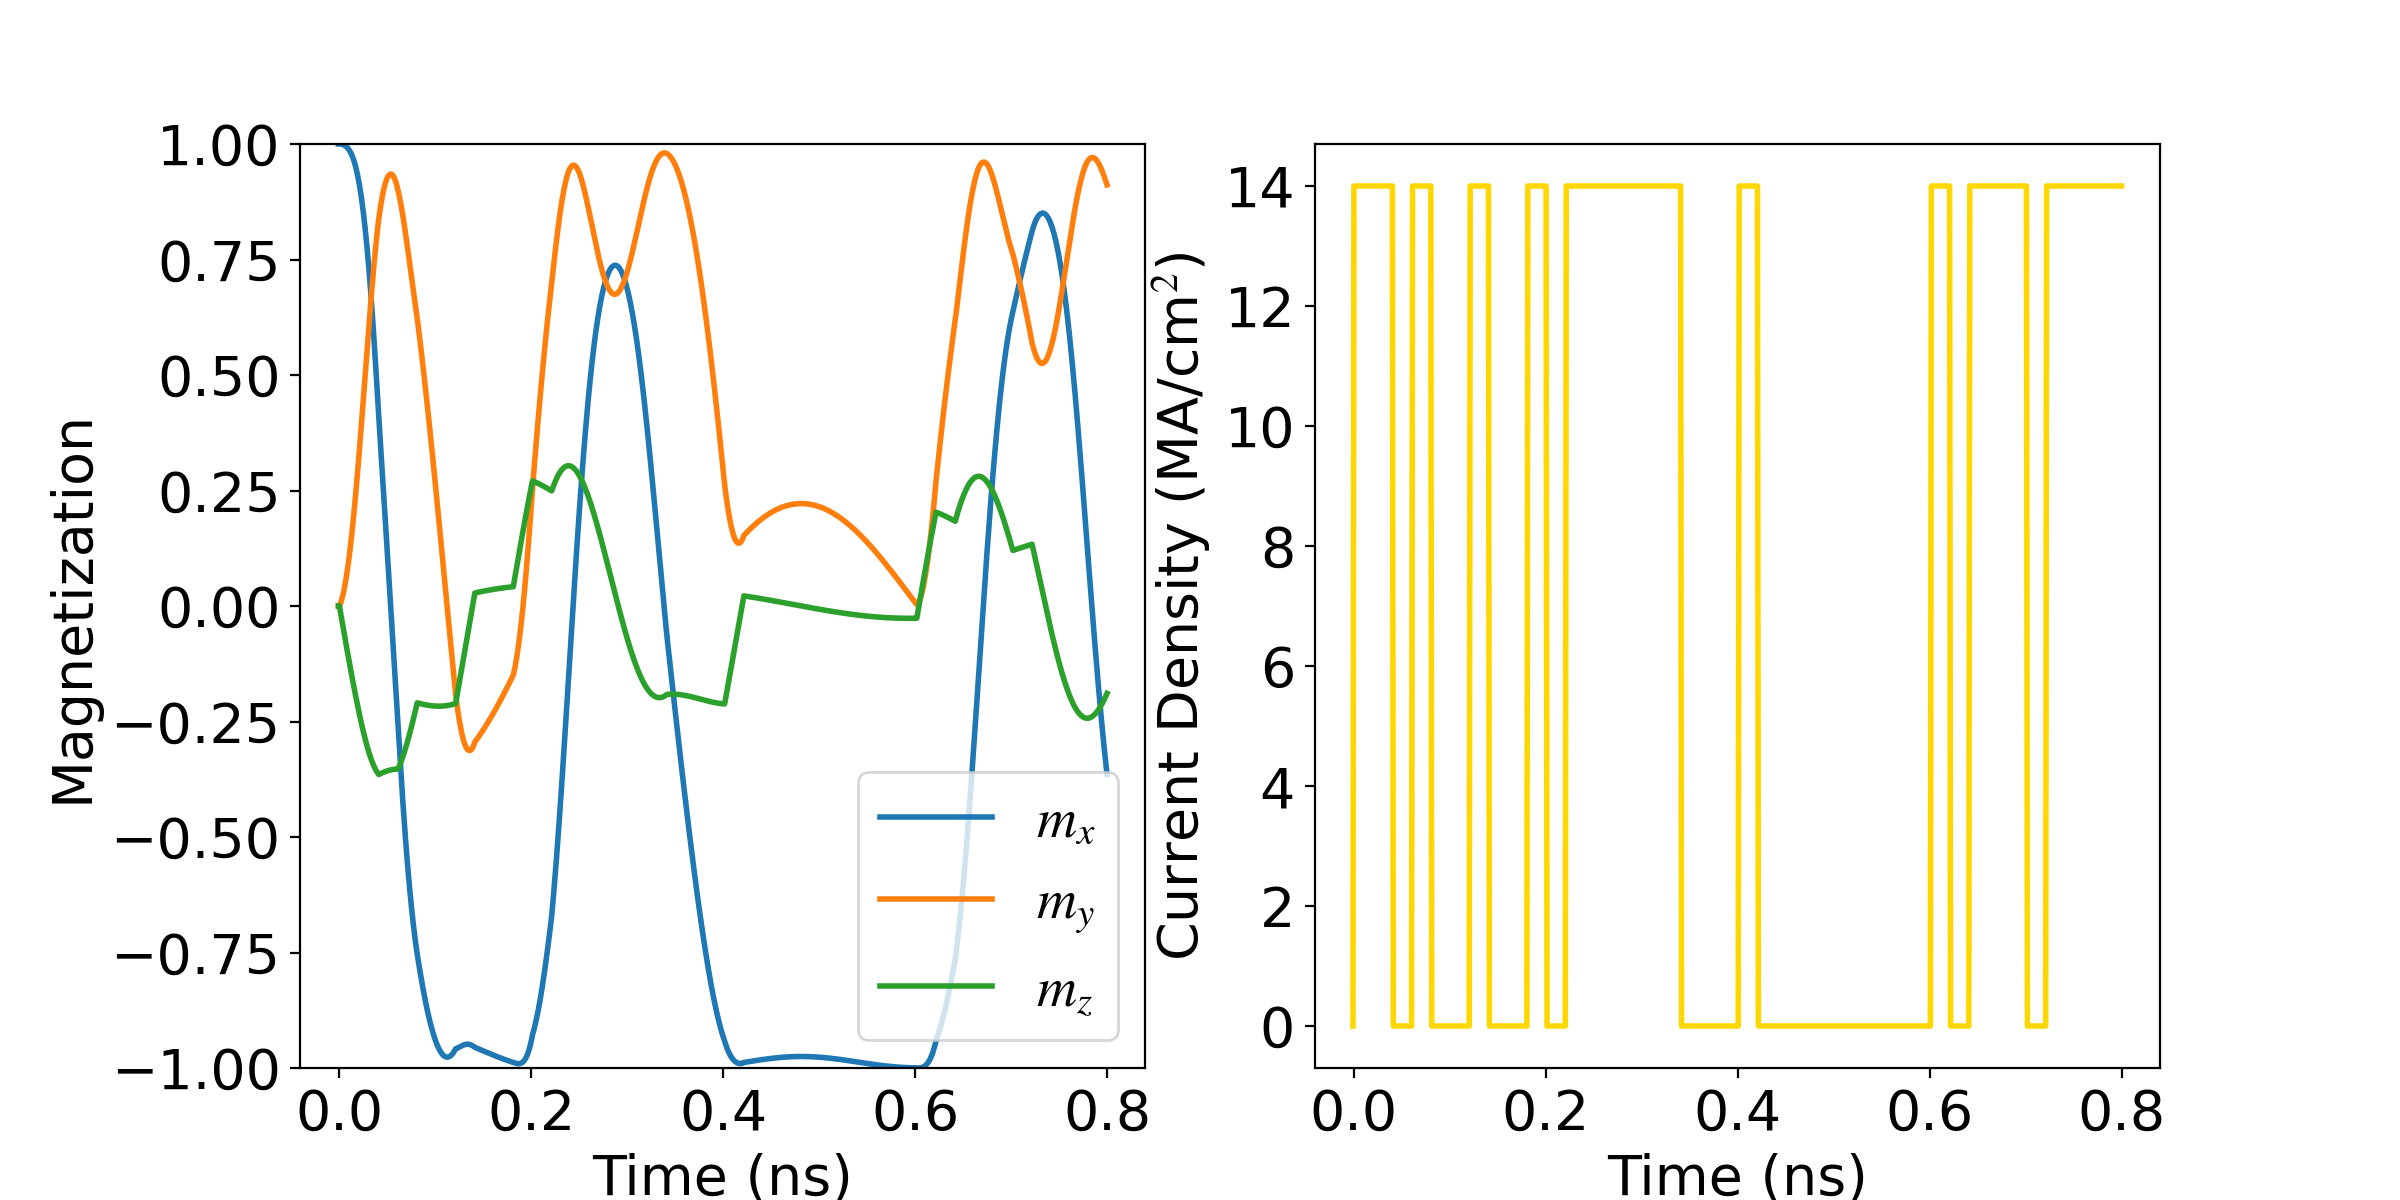 Magnetization
1.00
0.75
0.50
0.25
0.00
−0.25
−0.50
−0.75
−1.00
0.0 0.2 0.4 0.6 0.8
Time (ns)
mₓ
m_y
m_z
Current Density (MA/cm²)
14
12
10
8
6
4
2
0
0.0 0.2 0.4 0.6 0.8
Time (ns)